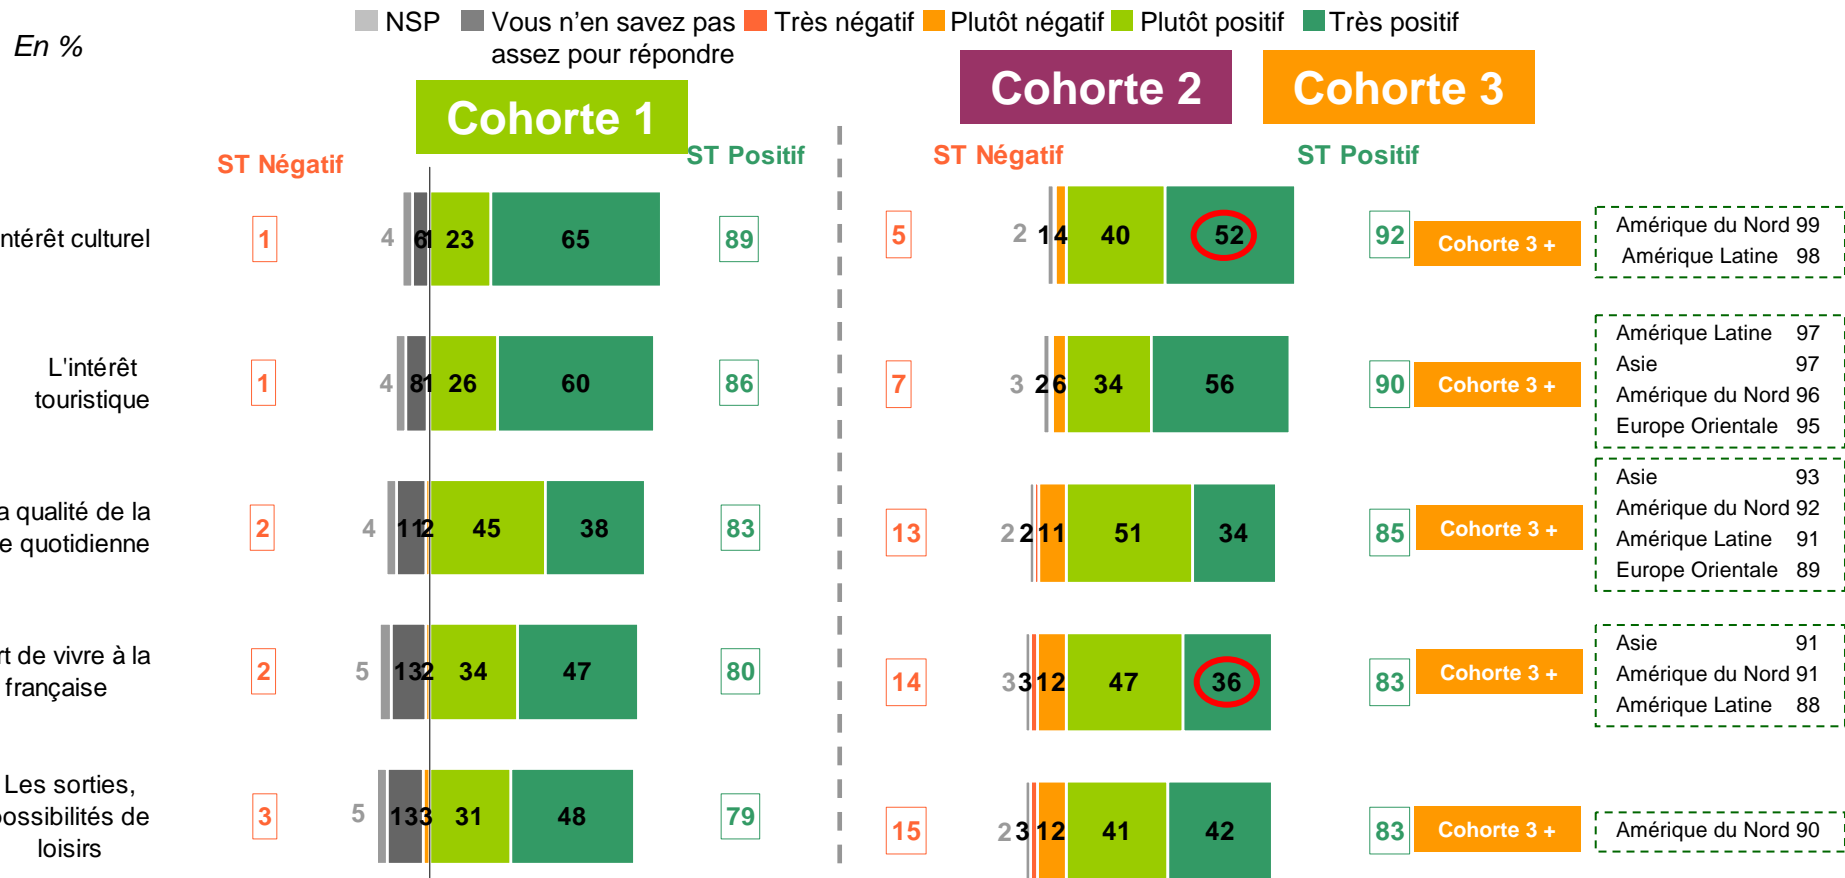 NSP Vous n’en savez pas Très négatif Plutôt négatif Plutôt positif Très positif
assez pour répondre
En %
Cohorte 1 Cohorte 2 Cohorte 3
ST Négatif ST Positif ST Négatif ST Positif
ntérêt culturel 1 4 6 1 23 65 89 5 2 1 4 40 52 92 Cohorte 3 +
Amérique du Nord 99
Amérique Latine 98
L'intérêt
touristique 1 4 8 1 26 60 86 7 3 2 6 34 56 90 Cohorte 3 +
Amérique Latine 97
Asie 97
Amérique du Nord 96
Europe Orientale 95
a qualité de la
e quotidienne 2 4 11 2 45 38 83 13 2 2 11 51 34 85 Cohorte 3 +
Asie 93
Amérique du Nord 92
Amérique Latine 91
Europe Orientale 89
rt de vivre à la
française 2 5 13 2 34 47 80 14 3 3 12 47 36 83 Cohorte 3 +
Asie 91
Amérique du Nord 91
Amérique Latine 88
Les sorties,
possibilités de
loisirs 3 5 13 3 31 48 79 15 2 3 12 41 42 83 Cohorte 3 +
Amérique du Nord 90